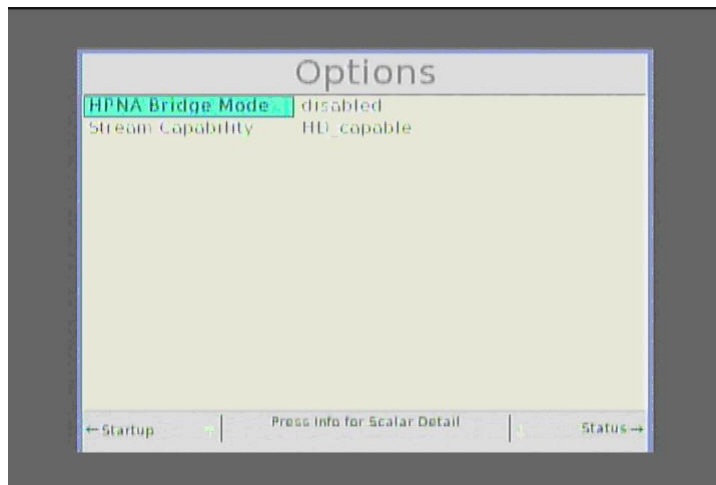 Options
HPNA Bridge Mode disabled
Stream Capability HD_capable
←Startup Press Info for Scalar Detail Status→